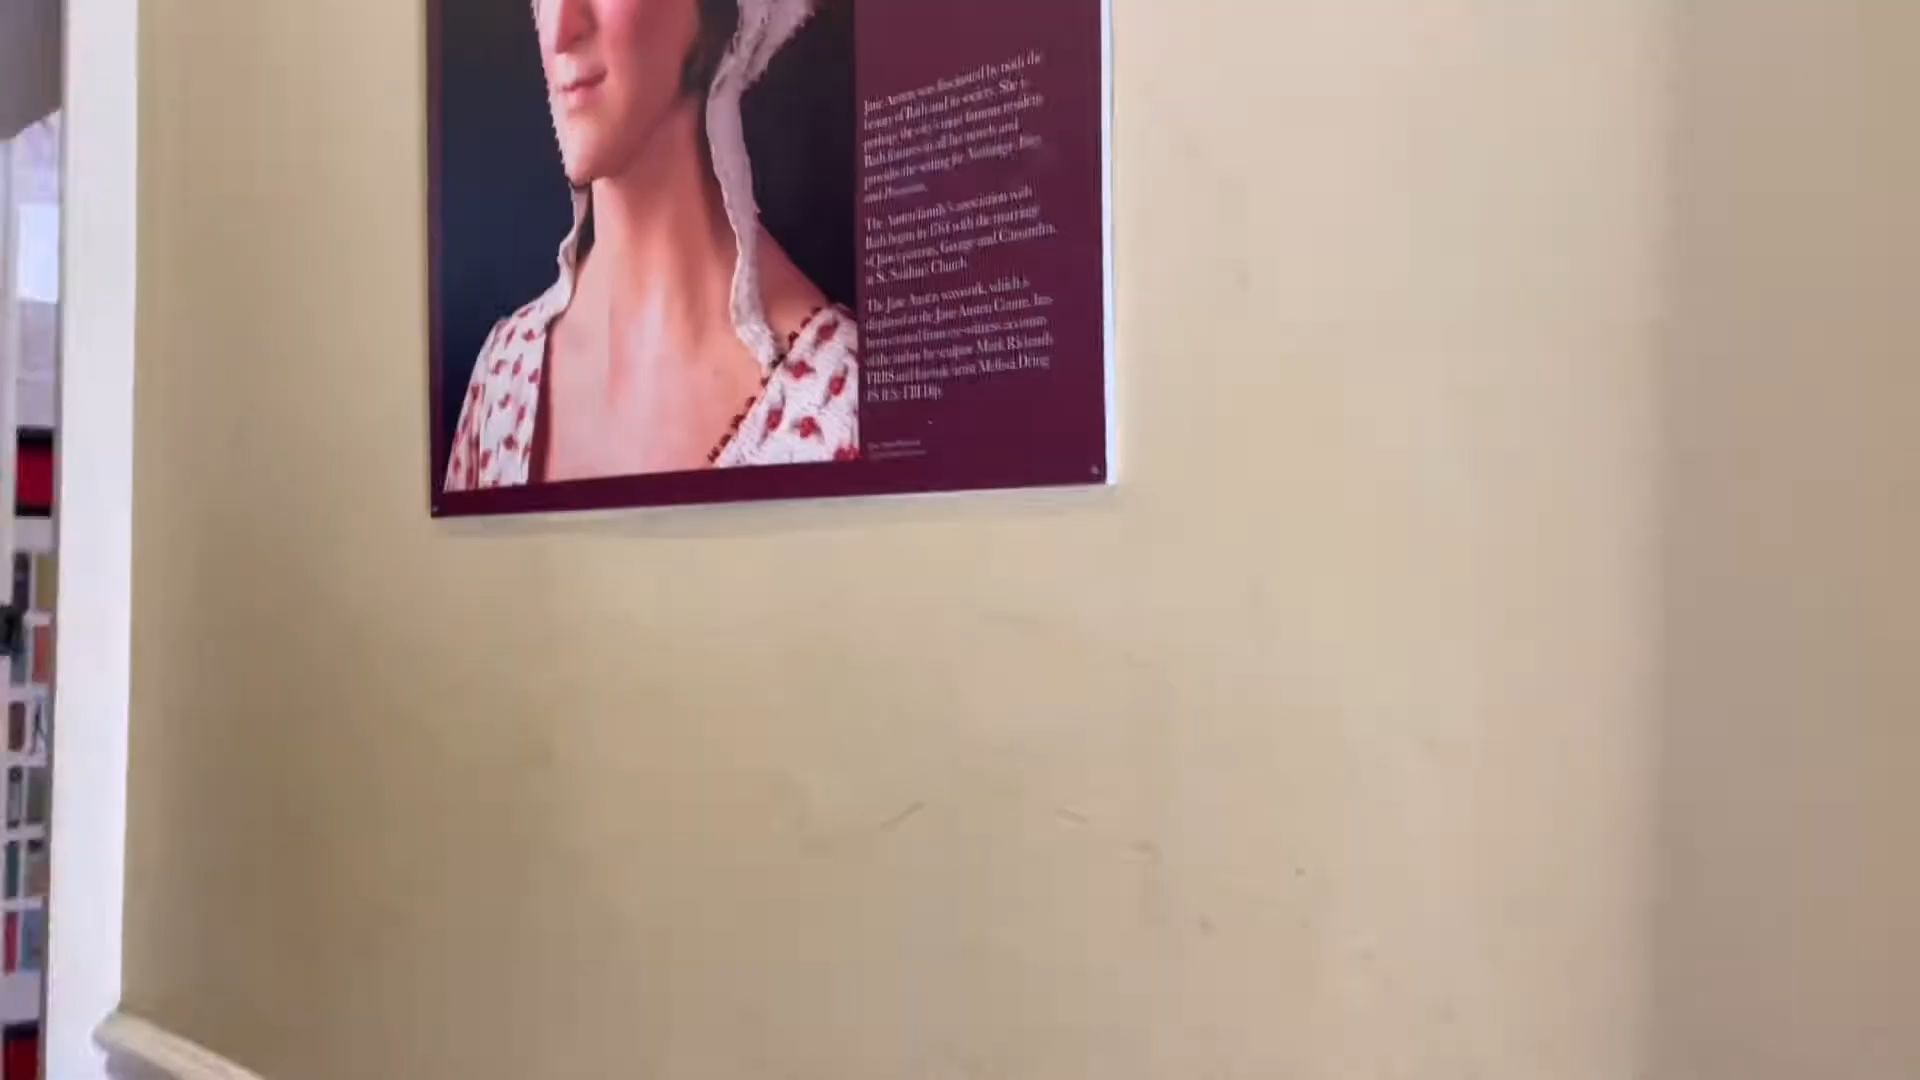 Jane Austen was fascinated by both the
beauty of Bath and its society. She is
perhaps the city's most famous resident.
Bath features in all her novels and
provides the setting for Northanger Abbey
and Persuasion.
The Austen family's association with
Bath began in 1764 with the marriage
of Jane's parents, George and Cassandra,
at St. Swithin's Church.
The Jane Austen waxwork, which is
displayed at the Jane Austen Centre, has
been created from eye-witness accounts
of the author by sculptor Mark Richards
FRBS and forensic artist Melissa Dring